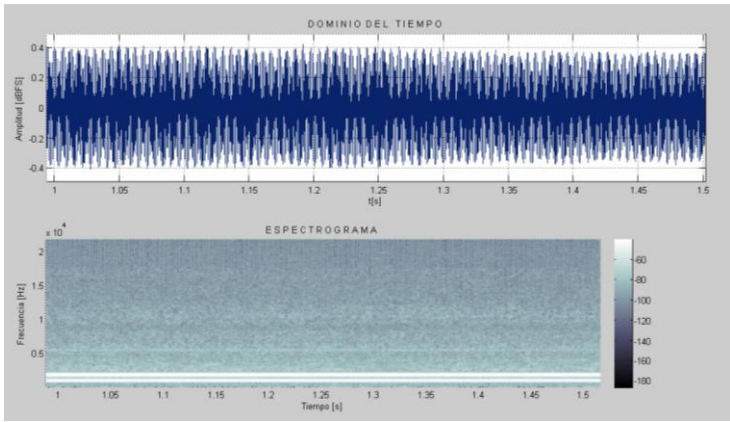 DOMINIO DEL TIEMPO
Amplitud [dBFS]
0.4
0.2
0
-0.2
-0.4
1 1.05 1.1 1.15 1.2 1.25 1.3 1.35 1.4 1.45 1.5
t[s]
ESPECTROGRAMA
x 10^4
Frecuencia [Hz]
2
1.5
1
0.5
1 1.05 1.1 1.15 1.2 1.25 1.3 1.35 1.4 1.45 1.5
Tiempo [s]
-60
-80
-100
-120
-140
-160
-180